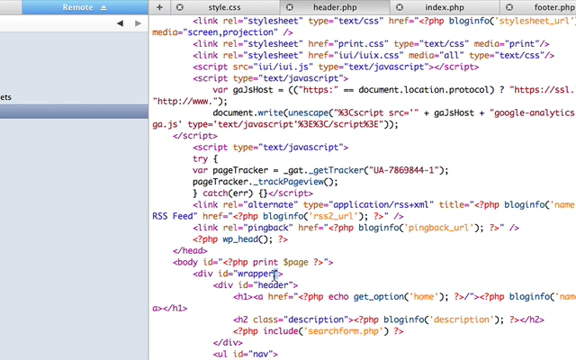 Remote
+ style.css header.php index.php footer.php
<link rel="stylesheet" type="text/css" href="<?php bloginfo('stylesheet_url')
media="screen,projection" />
<link href="print.css" type="text/css" media="print"/>
<link href="iui/iuix.css" media="all" type="text/css"/>
<script src="iui/iui.js" type="text/javascript"></script>
<script type="text/javascript">
var gaJsHost = (("https:" == document.location.protocol) ? "https://ssl.
"http://www.");
document.write(unescape("%3Cscript src='" + gaJsHost + "google-analytics
ga.js' type='text/javascript'%3E%3C/script%3E"));
</script>
<script type="text/javascript">
try {
var pageTracker = _gat._getTracker("UA-7869844-1");
pageTracker._trackPageview();
} catch(err) {}</script>
<link rel="alternate" type="application/rss+xml" title="<?php bloginfo('name
RSS Feed" href="<?php bloginfo('rss2_url'); ?>" />
<link rel="pingback" href="<?php bloginfo('pingback_url'); ?>" />
<?php wp_head(); ?>
</head>
<body id="<?php print $page ?>">
<div id="wrapper">
<div id="header">
<h1><a href="<?php echo get_option('home'); ?>/"><?php bloginfo('name
a></h1>
<h2 class="description"><?php bloginfo('description'); ?></h2>
<?php include('searchform.php') ?>
</div>
<ul id="nav">
ets